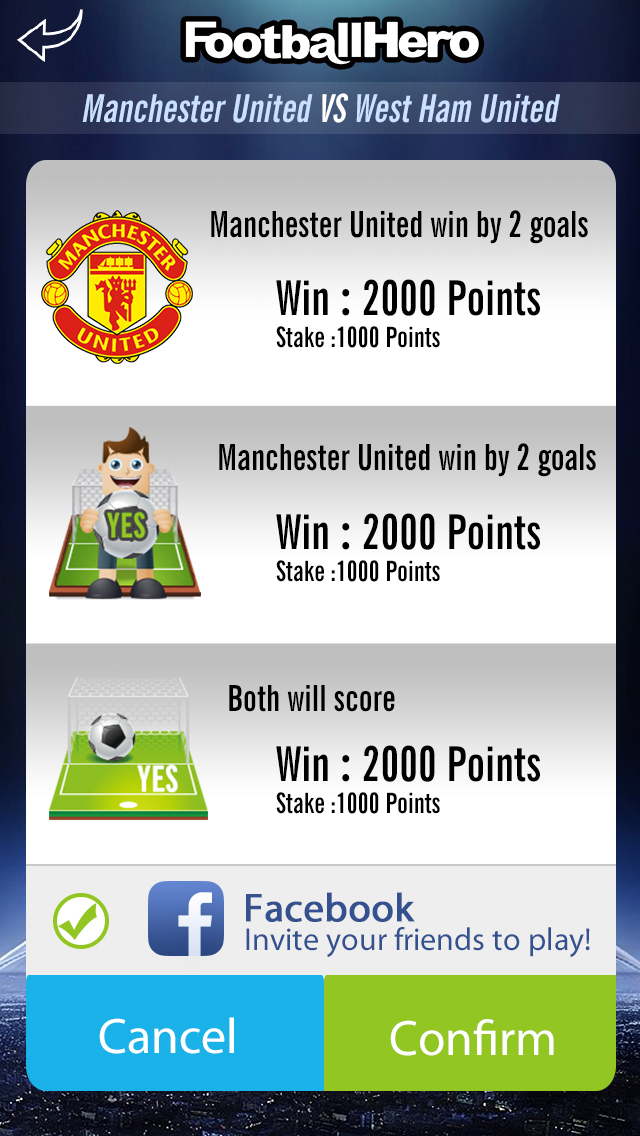 FootballHero
Manchester United VS West Ham United
Manchester United win by 2 goals
MANCHESTER
UNITED
Win : 2000 Points
Stake :1000 Points
Manchester United win by 2 goals
YES
Win : 2000 Points
Stake :1000 Points
Both will score
YES
Win : 2000 Points
Stake :1000 Points
f
Facebook
Invite your friends to play!
Cancel
Confirm